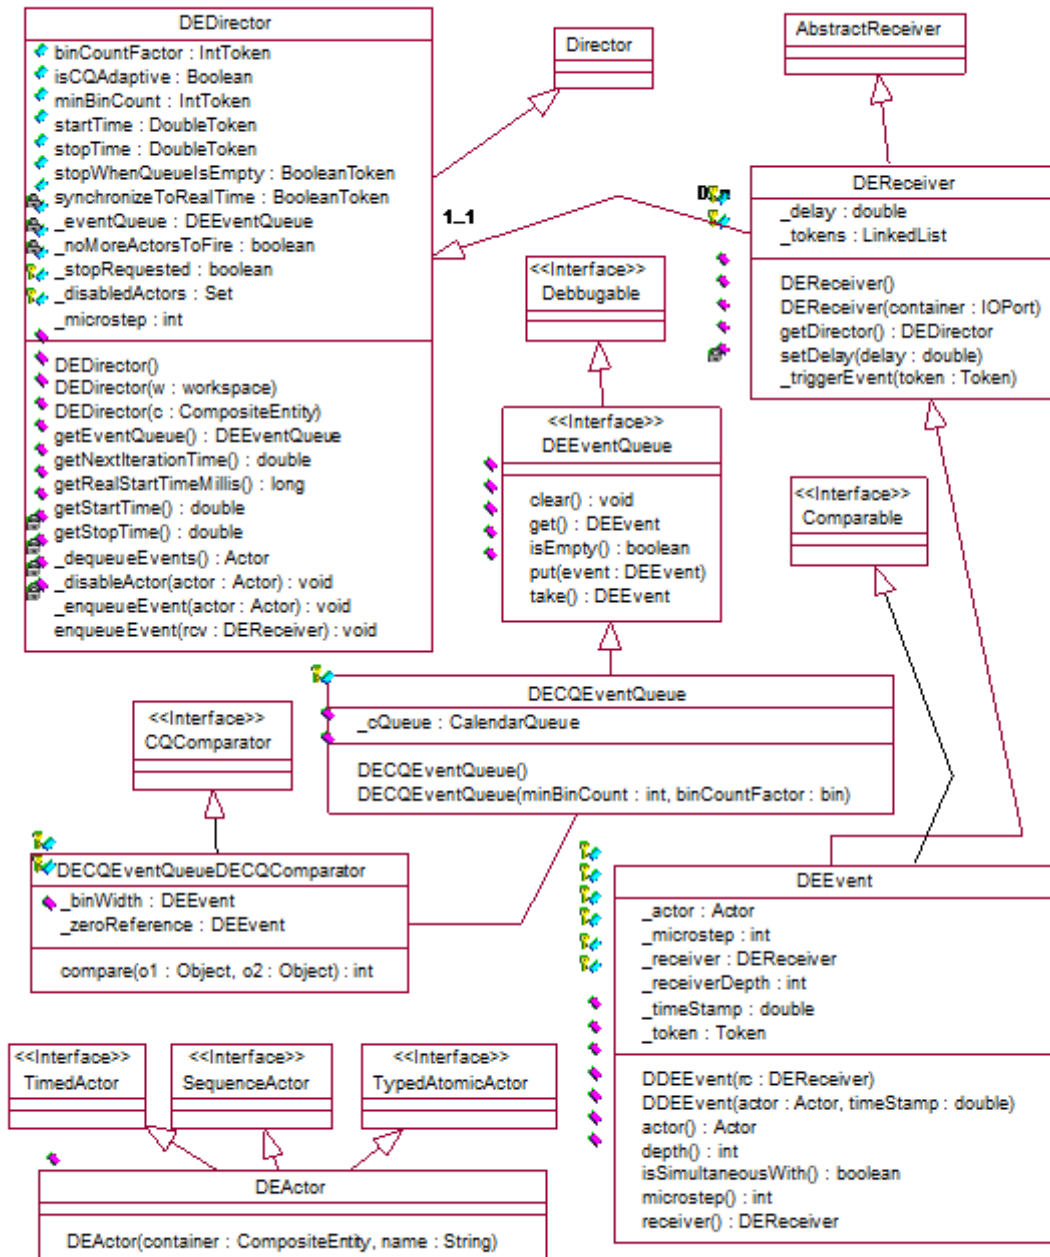 DEDirector
binCountFactor : IntToken
isCQAdaptive : Boolean
minBinCount : IntToken
startTime : DoubleToken
stopTime : DoubleToken
stopWhenQueueIsEmpty : BooleanToken
synchronizeToRealTime : BooleanToken
_eventQueue : DEEventQueue
_noMoreActorsToFire : boolean
_stopRequested : boolean
_disabledActors : Set
_microstep : int
DEDirector()
DEDirector(w : workspace)
DEDirector(c : CompositeEntity)
getEventQueue() : DEEventQueue
getNextIterationTime() : double
getRealStartTimeMillis() : long
getStartTime() : double
getStopTime() : double
_dequeueEvents() : Actor
_disableActor(actor : Actor) : void
_enqueueEvent(actor : Actor) : void
enqueueEvent(rcv : DEReceiver) : void
Director
AbstractReceiver
1..1
DEReceiver
_delay : double
_tokens : LinkedList
DEReceiver()
DEReceiver(container : IOPort)
getDirector() : DEDirector
setDelay(delay : double)
_triggerEvent(token : Token)
<<Interface>>
Debbugable
<<Interface>>
DEEventQueue
clear() : void
get() : DEEvent
isEmpty() : boolean
put(event : DEEvent)
take() : DEEvent
<<Interface>>
Comparable
DECQEventQueue
_cQueue : CalendarQueue
DECQEventQueue()
DECQEventQueue(minBinCount : int, binCountFactor : bin)
<<Interface>>
CQComparator
DECQEventQueueDECQComparator
_binWidth : DEEvent
_zeroReference : DEEvent
compare(o1 : Object, o2 : Object) : int
DEEvent
_actor : Actor
_microstep : int
_receiver : DEReceiver
_receiverDepth : int
_timeStamp : double
_token : Token
DDEEvent(rc : DEReceiver)
DDEEvent(actor : Actor, timeStamp : double)
actor() : Actor
depth() : int
isSimultaneousWith() : boolean
microstep() : int
receiver() : DEReceiver
<<Interface>>
TimedActor
<<Interface>>
SequenceActor
<<Interface>>
TypedAtomicActor
DEActor
DEActor(container : CompositeEntity, name : String)